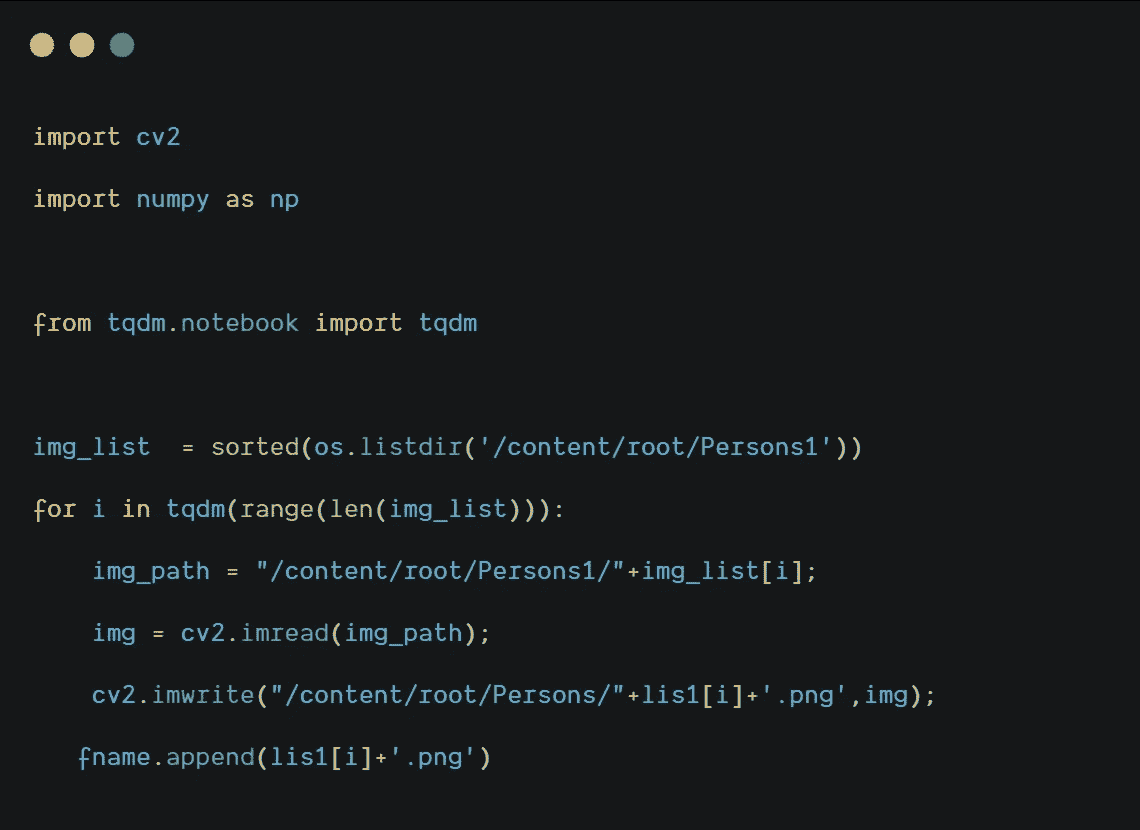 import cv2
import numpy as np
from tqdm.notebook import tqdm
img_list  = sorted(os.listdir('/content/root/Persons1'))
for i in tqdm(range(len(img_list))):
    img_path = "/content/root/Persons1/"+img_list[i];
    img = cv2.imread(img_path);
    cv2.imwrite("/content/root/Persons/"+lis1[i]+'.png',img);
   fname.append(lis1[i]+'.png')